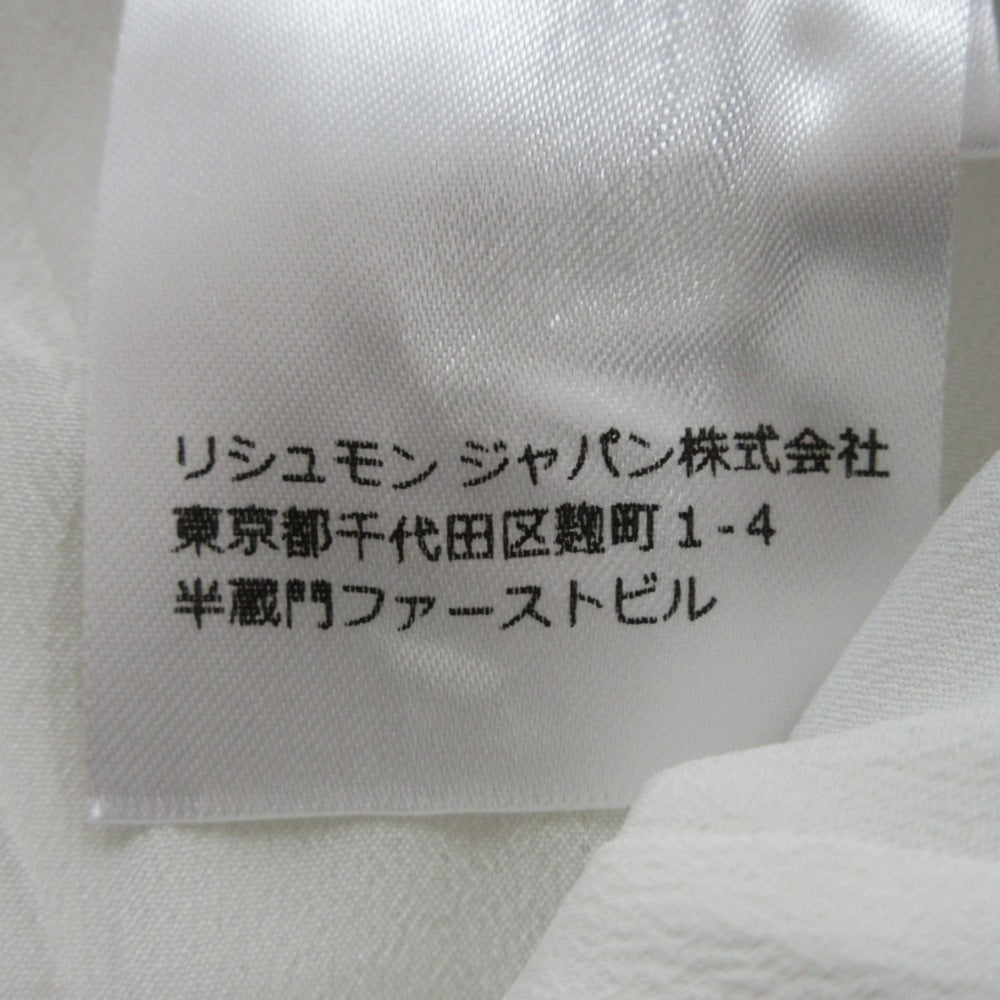 リシュモン ジャパン株式会社
東京都千代田区麹町1-4
半蔵門ファーストビル